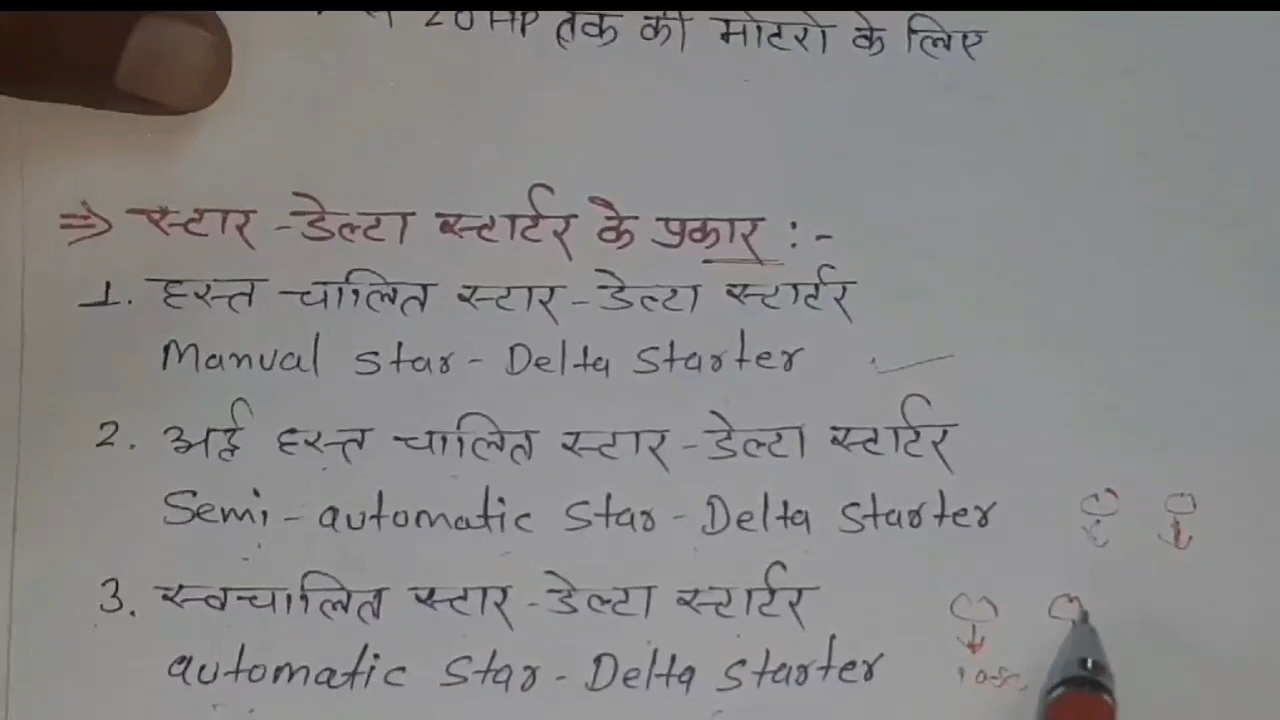 20HP तक की मोटरो के लिए
⇒ स्टार-डेल्टा स्टार्टर के प्रकार :-
1. हस्त चालित स्टार-डेल्टा स्टार्टर
Manual Star-Delta Starter
2. अर्द्ध हस्त चालित स्टार-डेल्टा स्टार्टर
Semi-automatic Star-Delta Starter
3. स्वचालित स्टार-डेल्टा स्टार्टर
automatic Star-Delta Starter